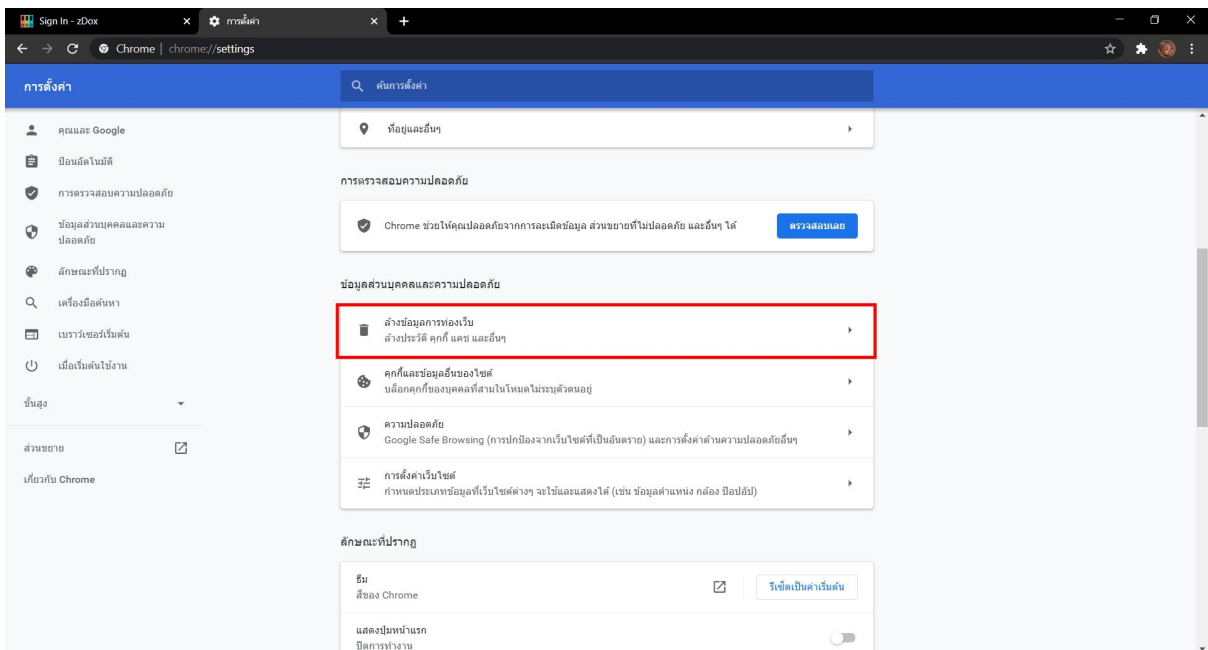 Sign In - zDox
การตั้งค่า
Chrome | chrome://settings
การตั้งค่า
ค้นการตั้งค่า
คุณและ Google
ป้อนอัตโนมัติ
การตรวจสอบความปลอดภัย
ข้อมูลส่วนบุคคลและความ
ปลอดภัย
ลักษณะที่ปรากฏ
เครื่องมือค้นหา
เบราว์เซอร์เริ่มต้น
เมื่อเริ่มต้นใช้งาน
ขั้นสูง
ส่วนขยาย
เกี่ยวกับ Chrome
ที่อยู่และอื่นๆ
การตรวจสอบความปลอดภัย
Chrome ช่วยให้คุณปลอดภัยจากการละเมิดข้อมูล ส่วนขยายที่ไม่ปลอดภัย และอื่นๆ ได้
ตรวจสอบเลย
ข้อมูลส่วนบุคคลและความปลอดภัย
ล้างข้อมูลการท่องเว็บ
ล้างประวัติ คุกกี้ แคช และอื่นๆ
คุกกี้และข้อมูลอื่นของไซต์
บล็อกคุกกี้ของบุคคลที่สามในโหมดไม่ระบุตัวตนอยู่
ความปลอดภัย
Google Safe Browsing (การปกป้องจากเว็บไซต์ที่เป็นอันตราย) และการตั้งค่าด้านความปลอดภัยอื่นๆ
การตั้งค่าเว็บไซต์
กำหนดประเภทข้อมูลที่เว็บไซต์ต่างๆ จะใช้และแสดงได้ (เช่น ข้อมูลตำแหน่ง กล้อง ป๊อปอัป)
ลักษณะที่ปรากฏ
ธีม
สีของ Chrome
รีเซ็ตเป็นค่าเริ่มต้น
แสดงปุ่มหน้าแรก
ปิดการทำงาน